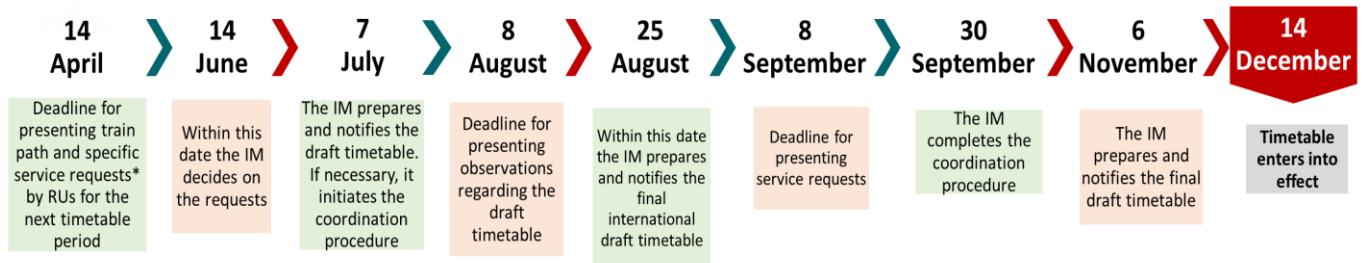 14
April
14
June
7
July
8
August
25
August
8
September
30
September
6
November
14
December
Deadline for
presenting train
path and specific
service requests*
by RUs for the
next timetable
period
Within this
date the IM
decides on
the requests
The IM prepares
and notifies the
draft timetable.
If necessary, it
initiates the
coordination
procedure
Deadline for
presenting
observations
regarding the
draft
timetable
Within this date
the IM prepares
and notifies the
final
international
draft timetable
Deadline for
presenting
service requests
The IM
completes the
coordination
procedure
The IM
prepares and
notifies the final
draft timetable
Timetable
enters into
effect